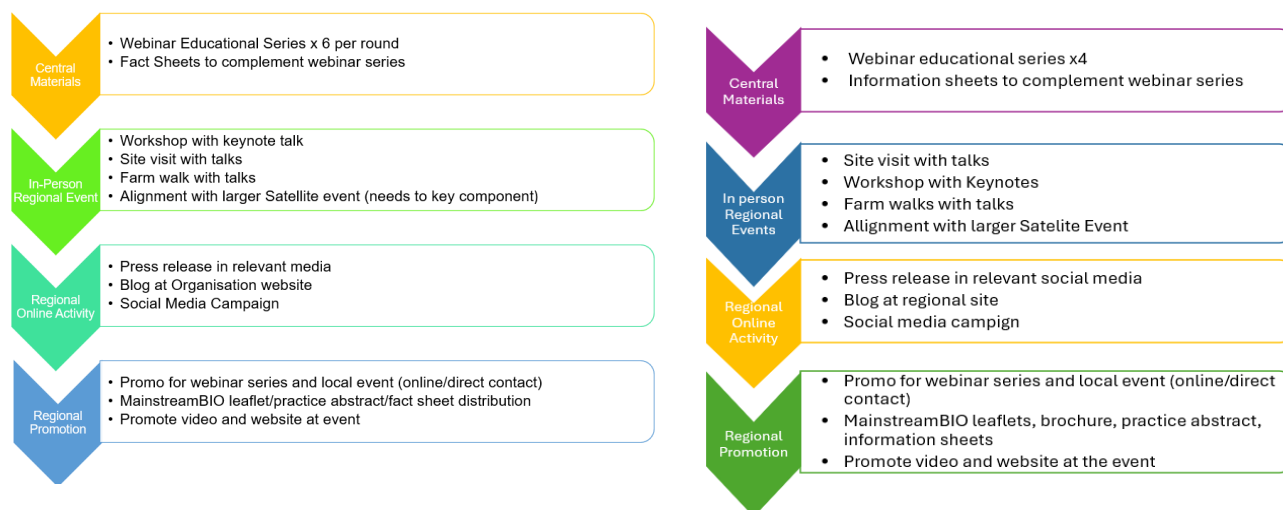 Central
Materials
• Webinar Educational Series x 6 per round
• Fact Sheets to complement webinar series
In-Person
Regional Event
• Workshop with keynote talk
• Site visit with talks
• Farm walk with talks
• Alignment with larger Satellite event (needs to key component)
Regional
Online Activity
• Press release in relevant media
• Blog at Organisation website
• Social Media Campaign
Regional
Promotion
• Promo for webinar series and local event (online/direct contact)
• MainstreamBIO leaflet/practice abstract/fact sheet distribution
• Promote video and website at event
Central
Materials
• Webinar educational series x4
• Information sheets to complement webinar series
In person
Regional
Events
• Site visit with talks
• Workshop with Keynotes
• Farm walks with talks
• Allignment with larger Satelite Event
Regional
Online
Activity
• Press release in relevant social media
• Blog at regional site
• Social media campign
Regional
Promotion
• Promo for webinar series and local event (online/direct
contact)
• MainstreamBIO leaflets, brochure, practice abstract,
information sheets
• Promote video and website at the event